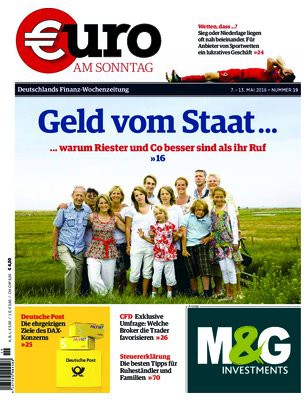 €uro
AM SONNTAG
Wetten, dass ...?
Sieg oder Niederlage liegen
oft nah beieinander. Für
Anbieter von Sportwetten
ein lukratives Geschäft »24
Deutschlands Finanz-Wochenzeitung
7. – 13. MAI 2016 • NUMMER 19
Geld vom Staat ...
... warum Riester und Co besser sind als ihr Ruf
»16
Deutsche Post
Die ehrgeizigen
Ziele des DAX-
Konzerns
»25
Deutsche Post
CFD Exklusive
Umfrage: Welche
Broker die Trader
favorisieren »26
Steuererklärung
Die besten Tipps für
Ruheständler und
Familien »70
M&G
INVESTMENTS